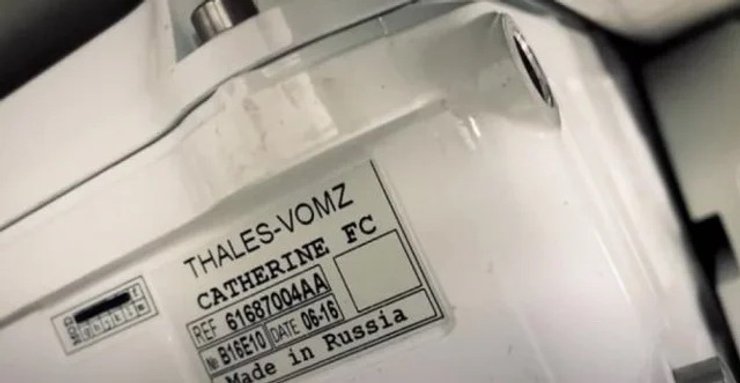 THALES-VOMZ
CATHERINE FC
REF 61687004AA
№ B16E10 DATE 06-16
Made in Russia